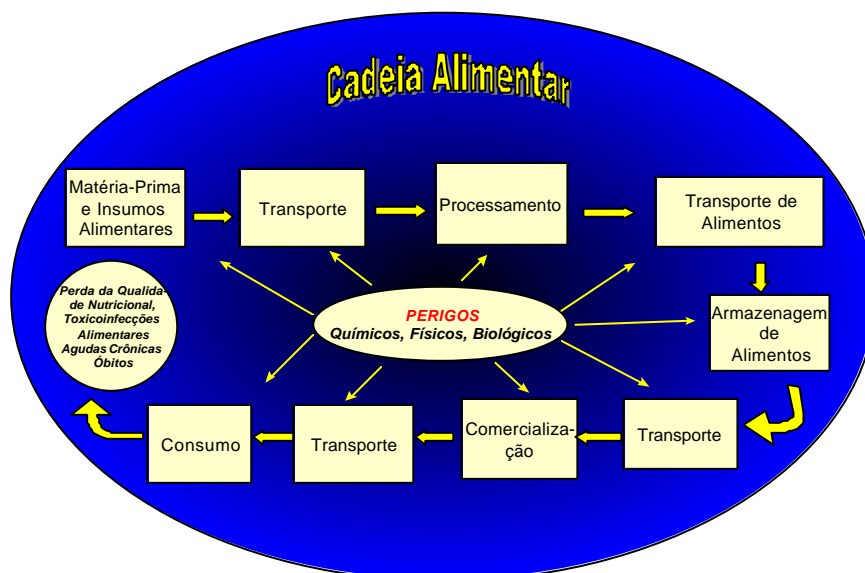 Cadeia Alimentar
Matéria-Prima
e Insumos
Alimentares
Transporte
Processamento
Transporte de
Alimentos
Perda da Qualida-
de Nutricional,
Toxicoinfecções
Alimentares
Agudas Crônicas
Óbitos
PERIGOS
Químicos, Físicos, Biológicos
Armazenagem
de
Alimentos
Consumo
Transporte
Comercializa-
ção
Transporte